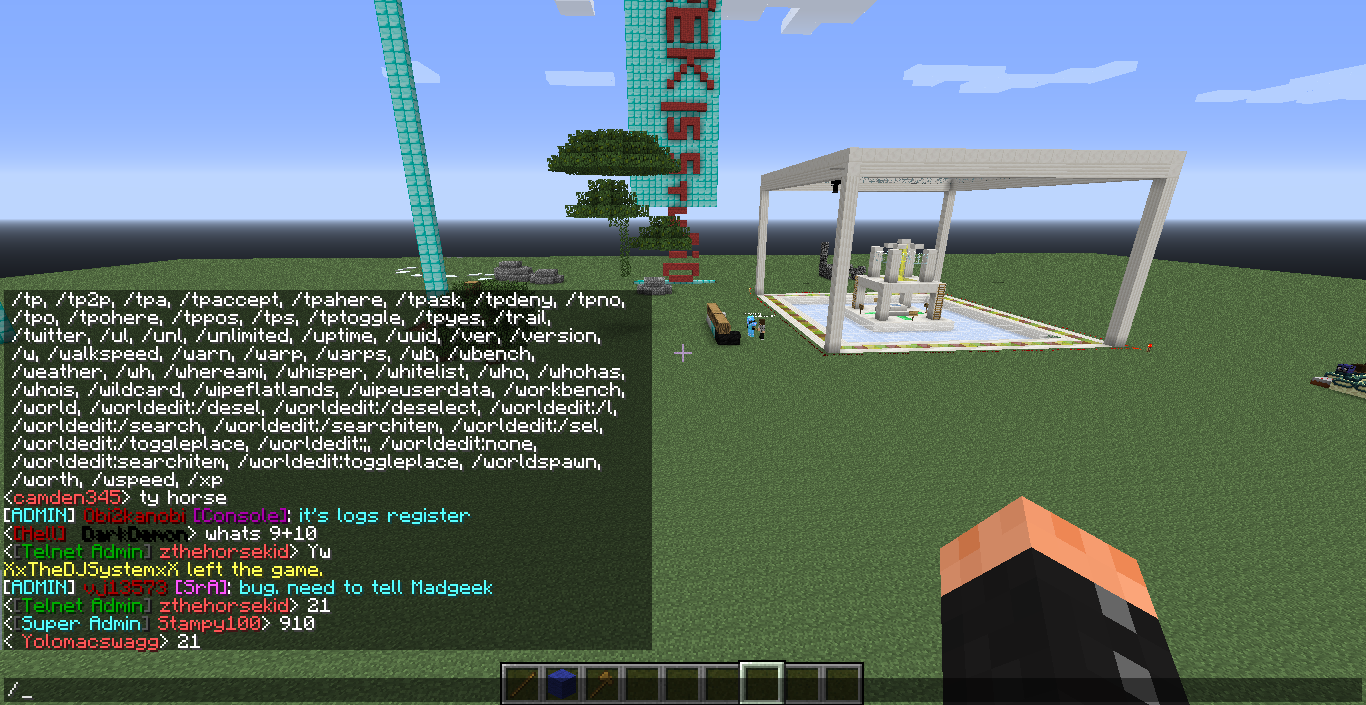 EKISSTUPID
/tp, /tp2p, /tpa, /tpaccept, /tpahere, /tpask, /tpdeny, /tpno,
/tpo, /tpohere, /tppos, /tps, /tptoggle, /tpyes, /trail,
/twitter, /ul, /unl, /unlimited, /uptime, /uuid, /ver, /version,
/w, /walkspeed, /warn, /warp, /warps, /wb, /wbench,
/weather, /wh, /whereami, /whisper, /whitelist, /who, /whohas,
/whois, /wildcard, /wipeflatlands, /wipeuserdata, /workbench,
/world, /worldedit:/desel, /worldedit:/deselect, /worldedit:/l,
/worldedit:/search, /worldedit:/searchitem, /worldedit:/sel,
/worldedit:/toggleplace, /worldedit:;, /worldedit:none,
/worldedit:searchitem, /worldedit:toggleplace, /worldspawn,
/worth, /wspeed, /xp
<camden345> ty horse
[ADMIN] 0bi2kanobi [Console]: it's logs register
<[Hell] DarkDemon> whats 9+10
<[Telnet Admin] zthehorsekid> Yw
XxTheDJSystemxX left the game.
[ADMIN] vj13573 [SrA]: bug, need to tell Madgeek
<[Telnet Admin] zthehorsekid> 21
<[Super Admin] Stampy100> 910
< Yolomacswagg> 21
/_